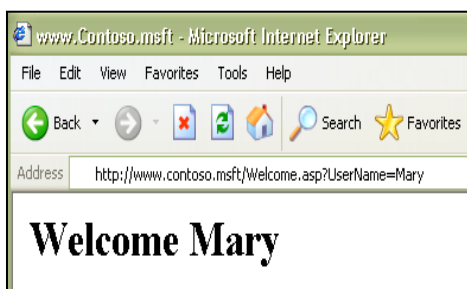 www.Contoso.msft - Microsoft Internet Explorer
File Edit View Favorites Tools Help
Back Search Favorites
Address http://www.contoso.msft/Welcome.asp?UserName=Mary
Welcome Mary